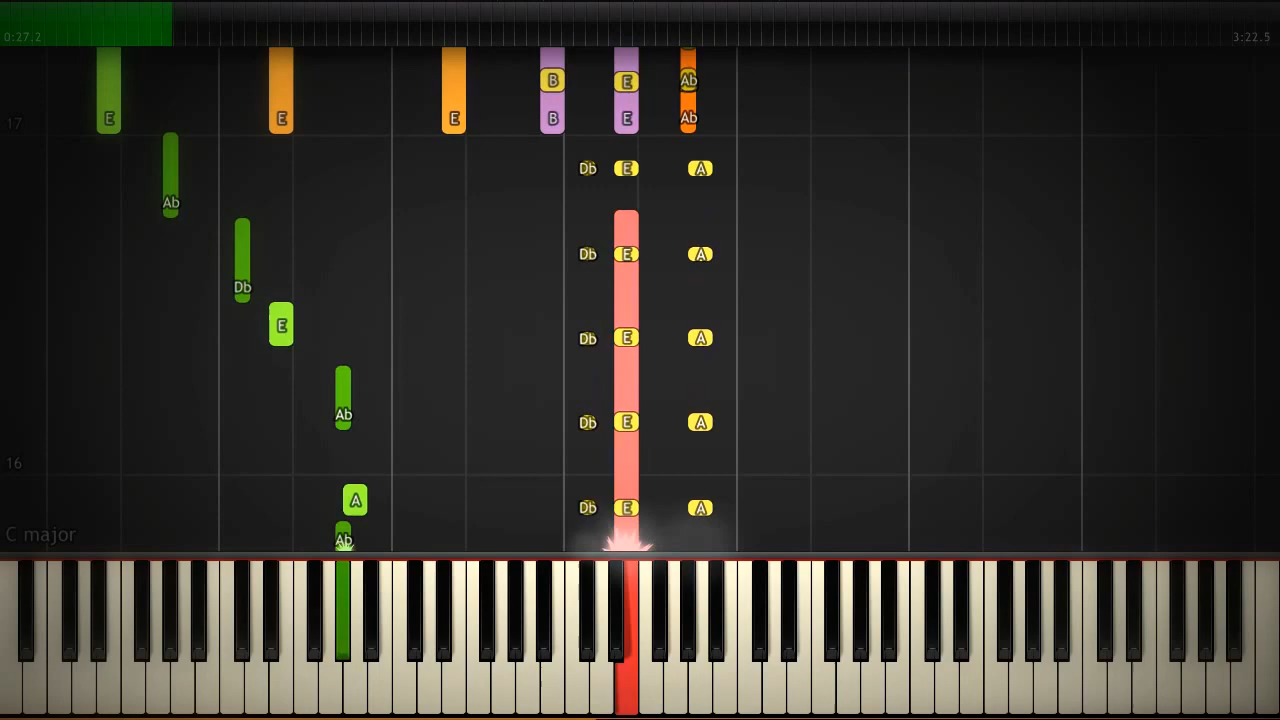 0:27.2 3:22.5
B E Ab
E E E B E Ab
17
Db E A
Ab
Db E A
Db
E
Db E A
Ab
Db E A
16
A Db E A
C major Ab